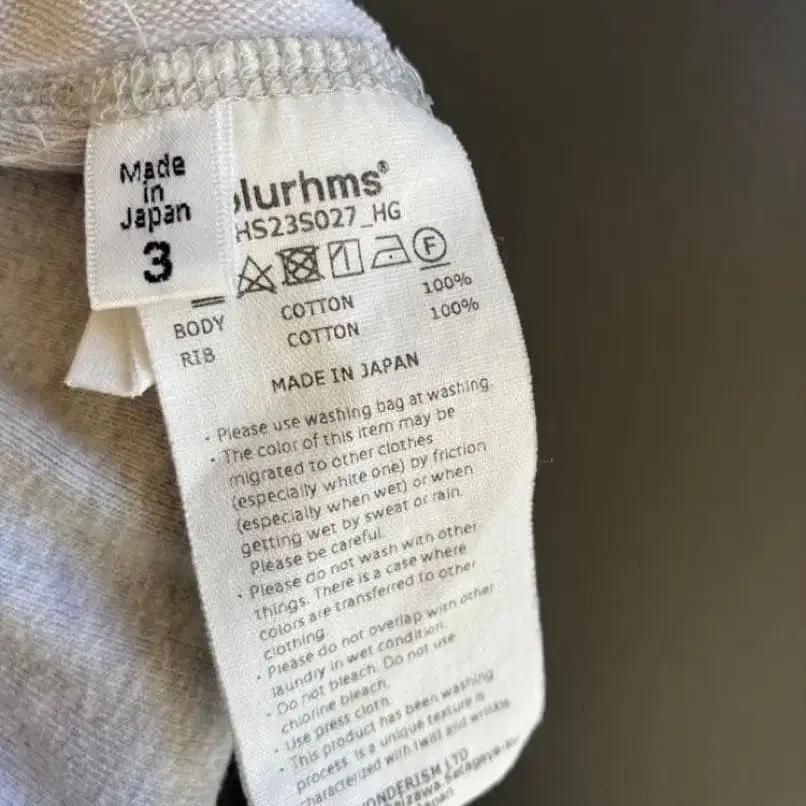 Made
in
Japan
3
lurhms®
HS23S027_HG
F
BODY COTTON 100%
RIB COTTON 100%
MADE IN JAPAN
• Please use washing bag at washing.
• The color of this item may be
migrated to other clothes
(especially white one) by friction
(especially when wet) or when
getting wet by sweat or rain.
Please be careful.
• Please do not wash with other
things. There is a case where
colors are transferred to other
clothing.
• Please do not overlap with other
laundry in wet condition.
• Do not bleach. Do not use
chlorine bleach.
• Use press cloth.
• This product has been washing
process. is a unique texture is
characterized with twist and wrinkle.
ONDERISM LTD
apan